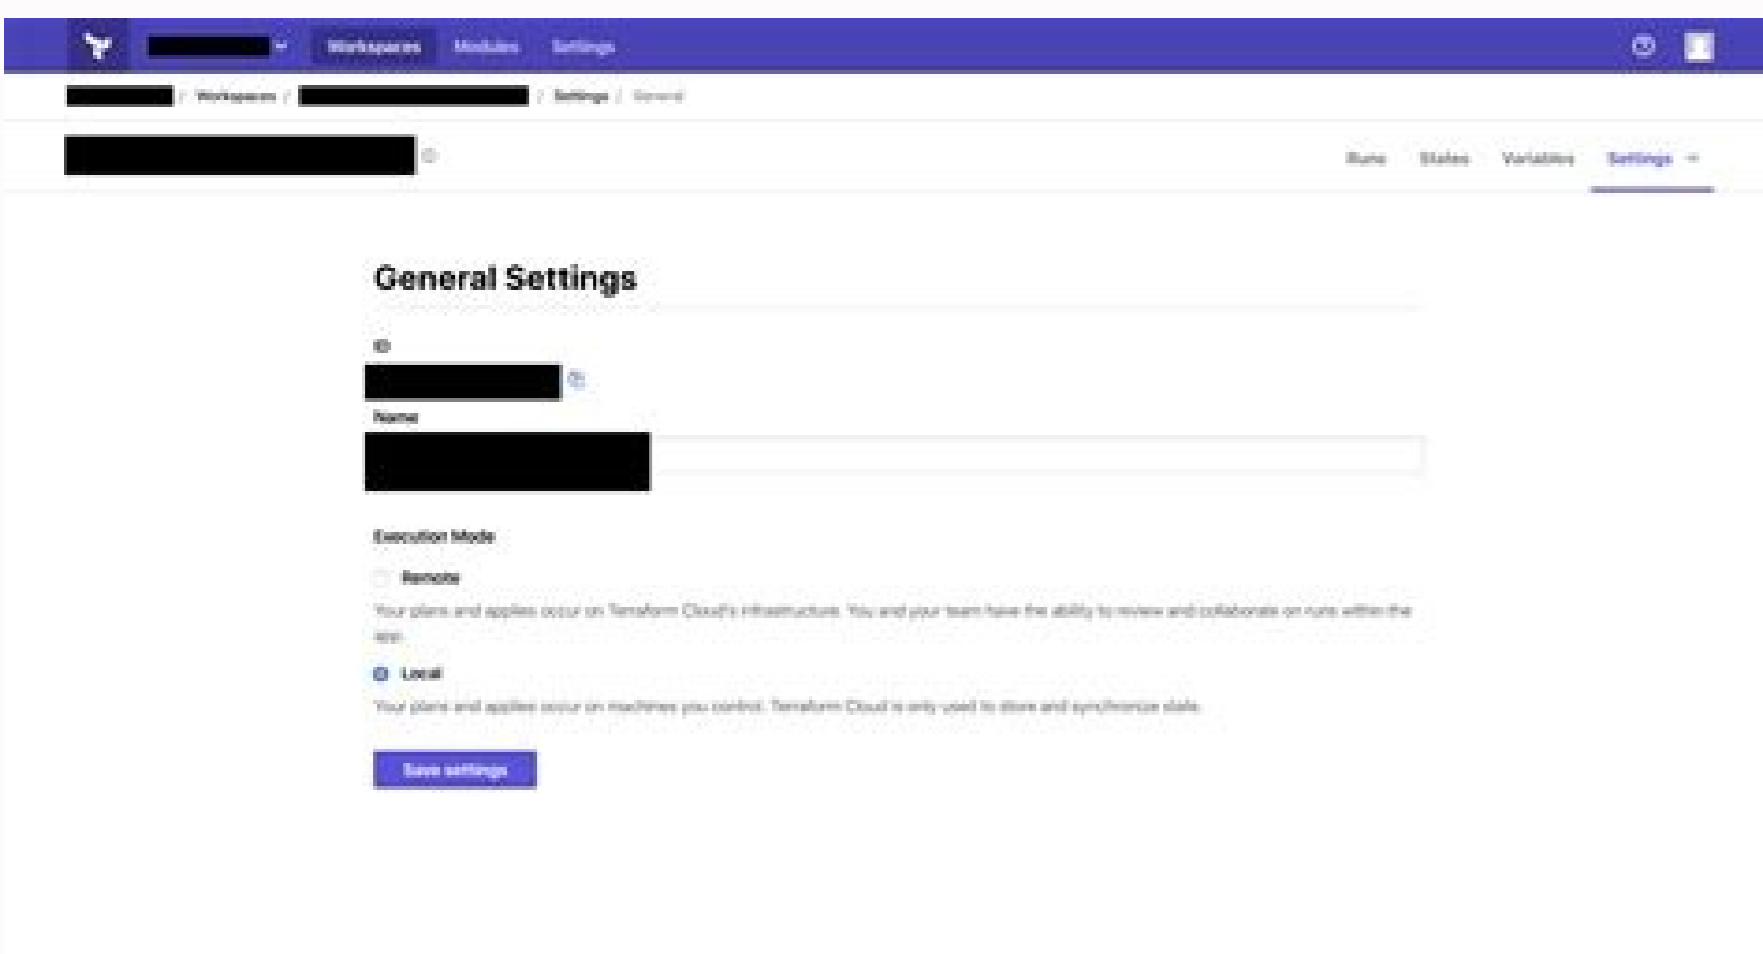 Workspaces Modules Settings
/ Workspaces / / Settings / General
Runs States Variables Settings
General Settings
ID
Name
Execution Mode
Remote
Your plans and applies occur on Terraform Cloud's infrastructure. You and your team have the ability to review and collaborate on runs within the
app.
Local
Your plans and applies occur on machines you control. Terraform Cloud is only used to store and synchronize state.
Save settings